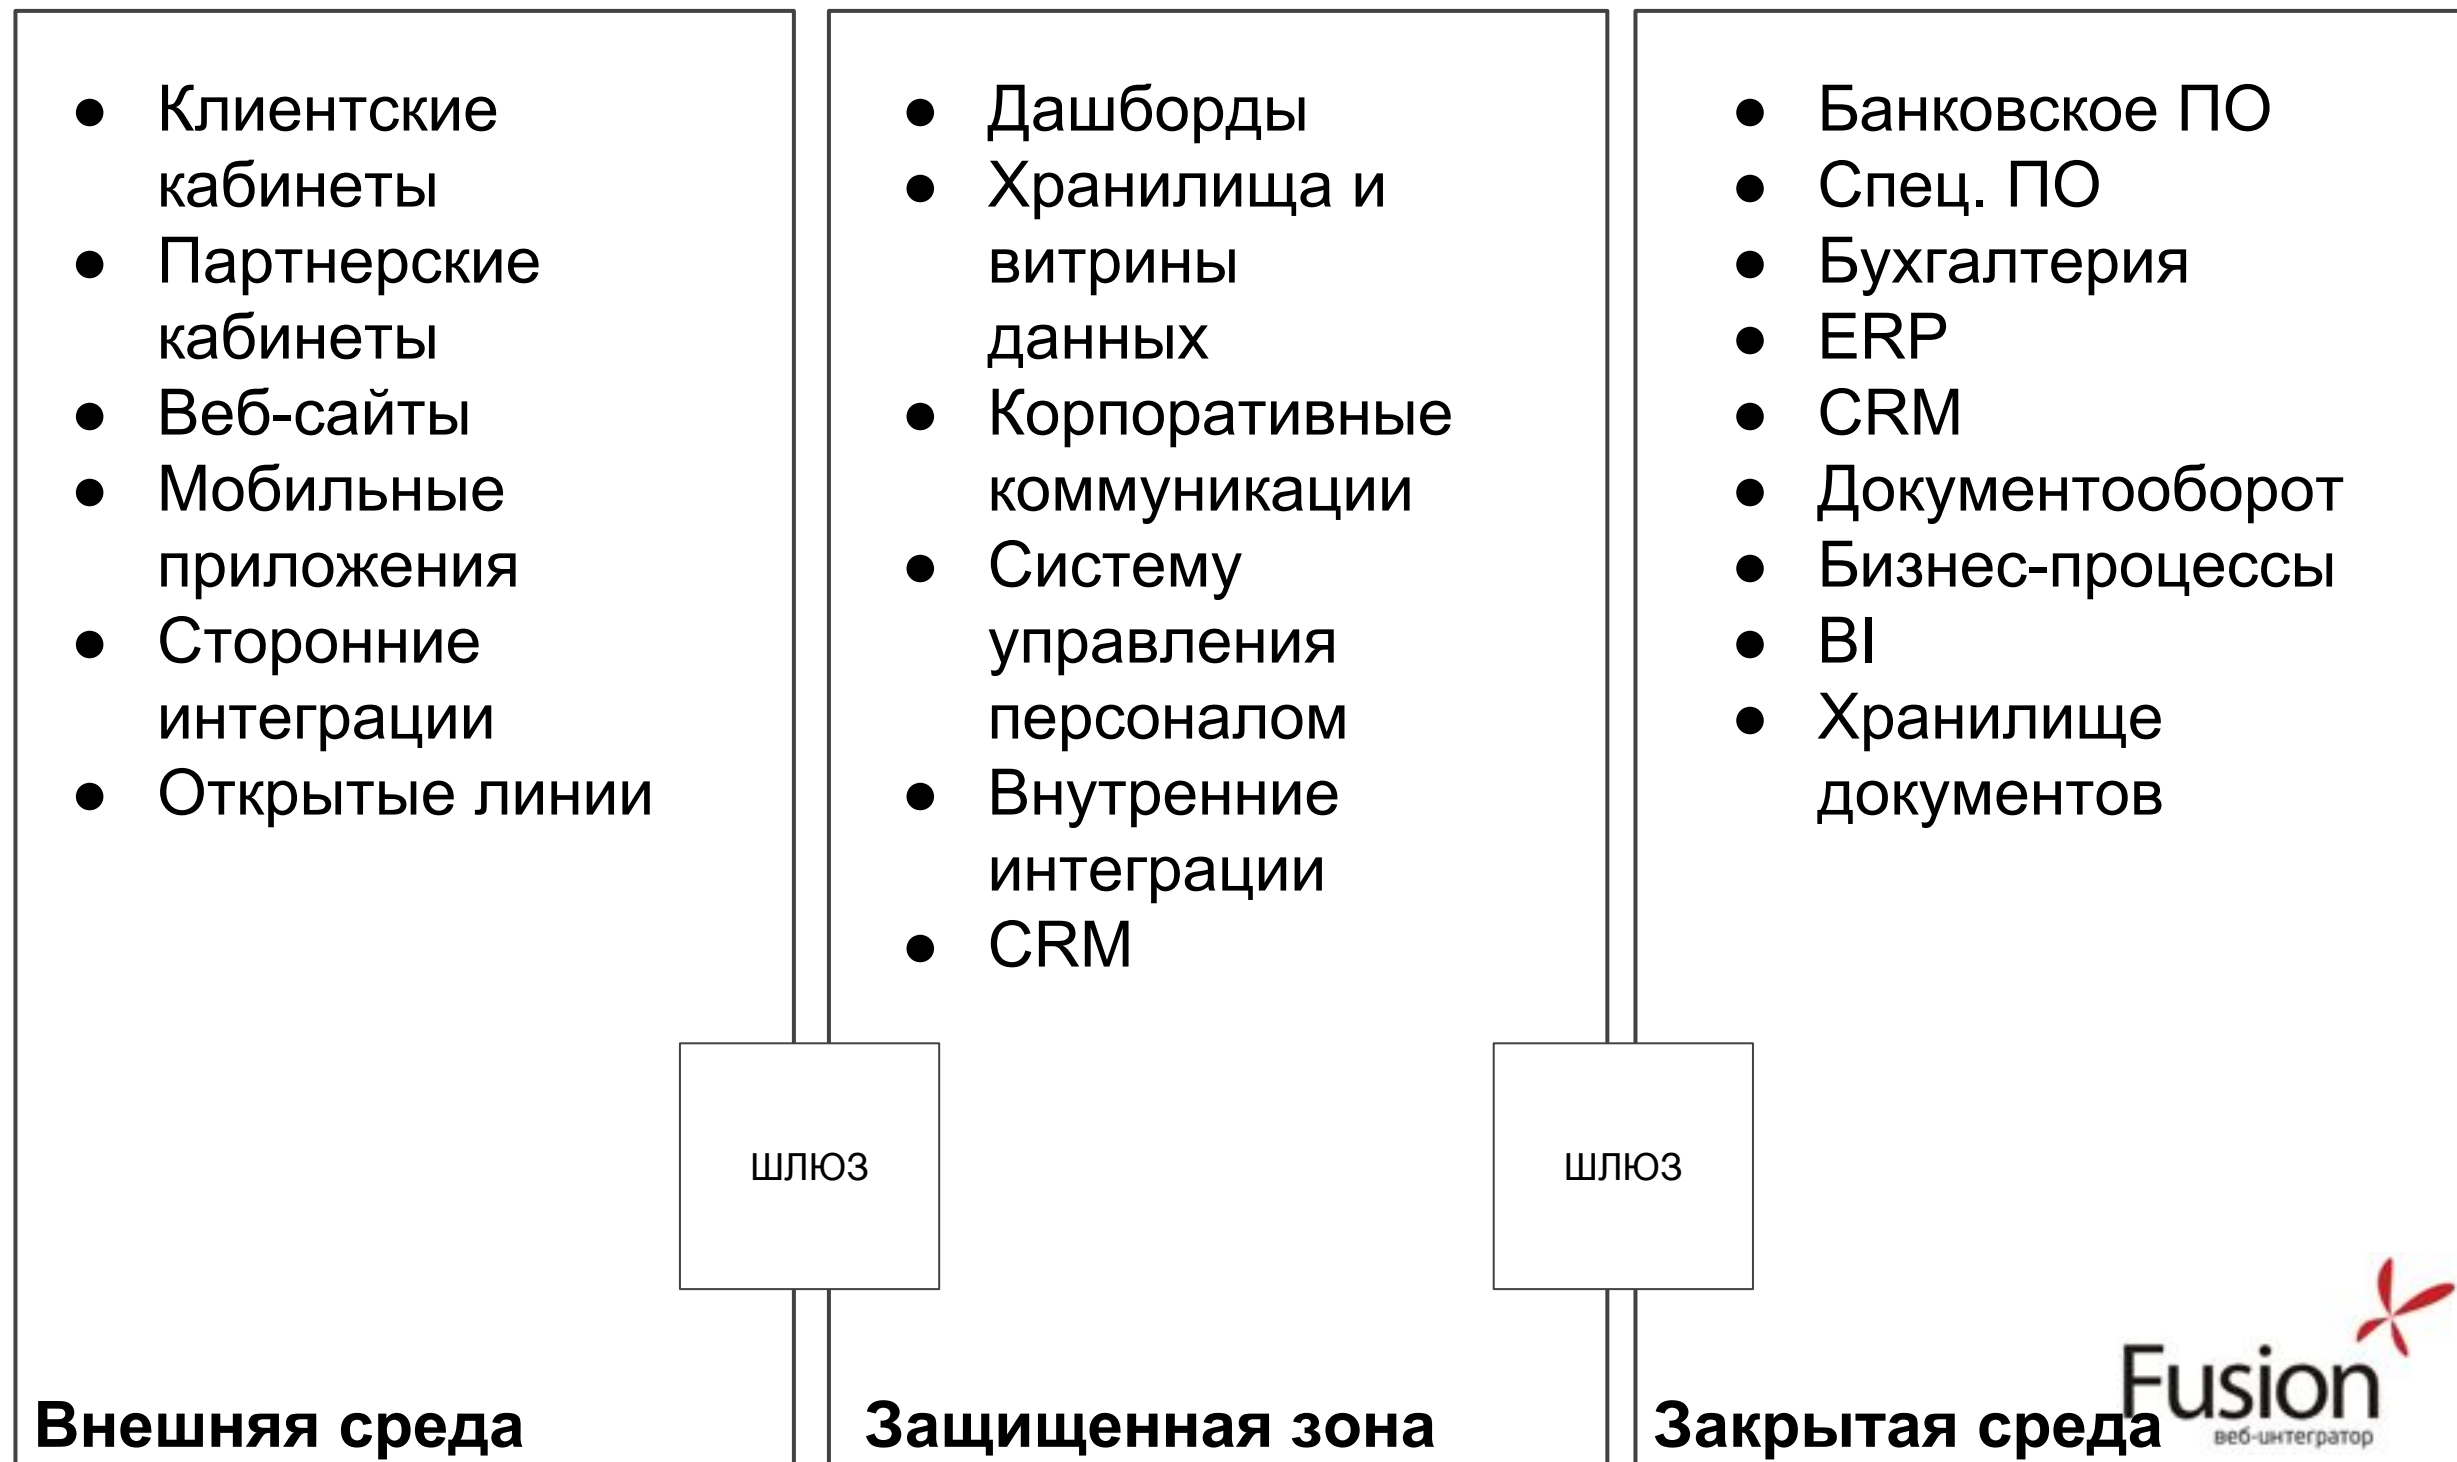 Клиентские
кабинеты
Партнерские
кабинеты
Веб-сайты
Мобильные
приложения
Сторонние
интеграции
Открытые линии
Дашборды
Хранилища и
витрины
данных
Корпоративные
коммуникации
Систему
управления
персоналом
Внутренние
интеграции
CRM
Банковское ПО
Спец. ПО
Бухгалтерия
ERP
CRM
Документооборот
Бизнес-процессы
BI
Хранилище
документов
шлюз
шлюз
Внешняя среда
Защищенная зона
Закрытая среда
Fusion
веб-интегратор